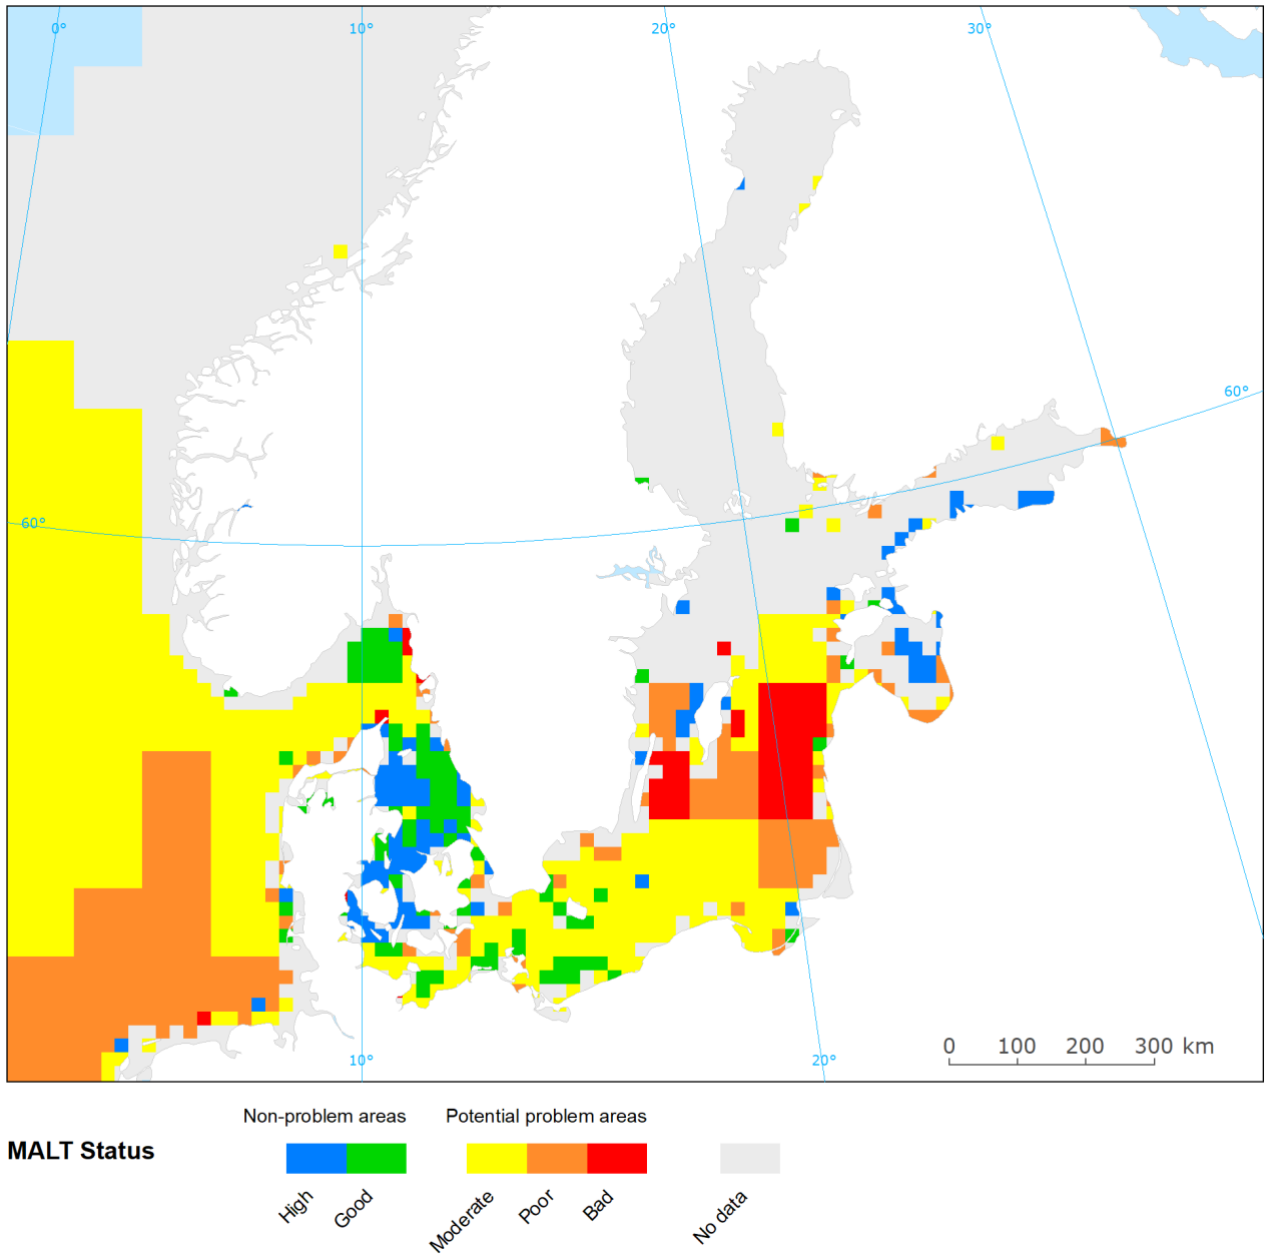 0° 10° 20° 30°
60°
60°
0 100 200 300 km
10° 20°
Non-problem areas Potential problem areas
MALT Status
High Good Moderate Poor Bad No data